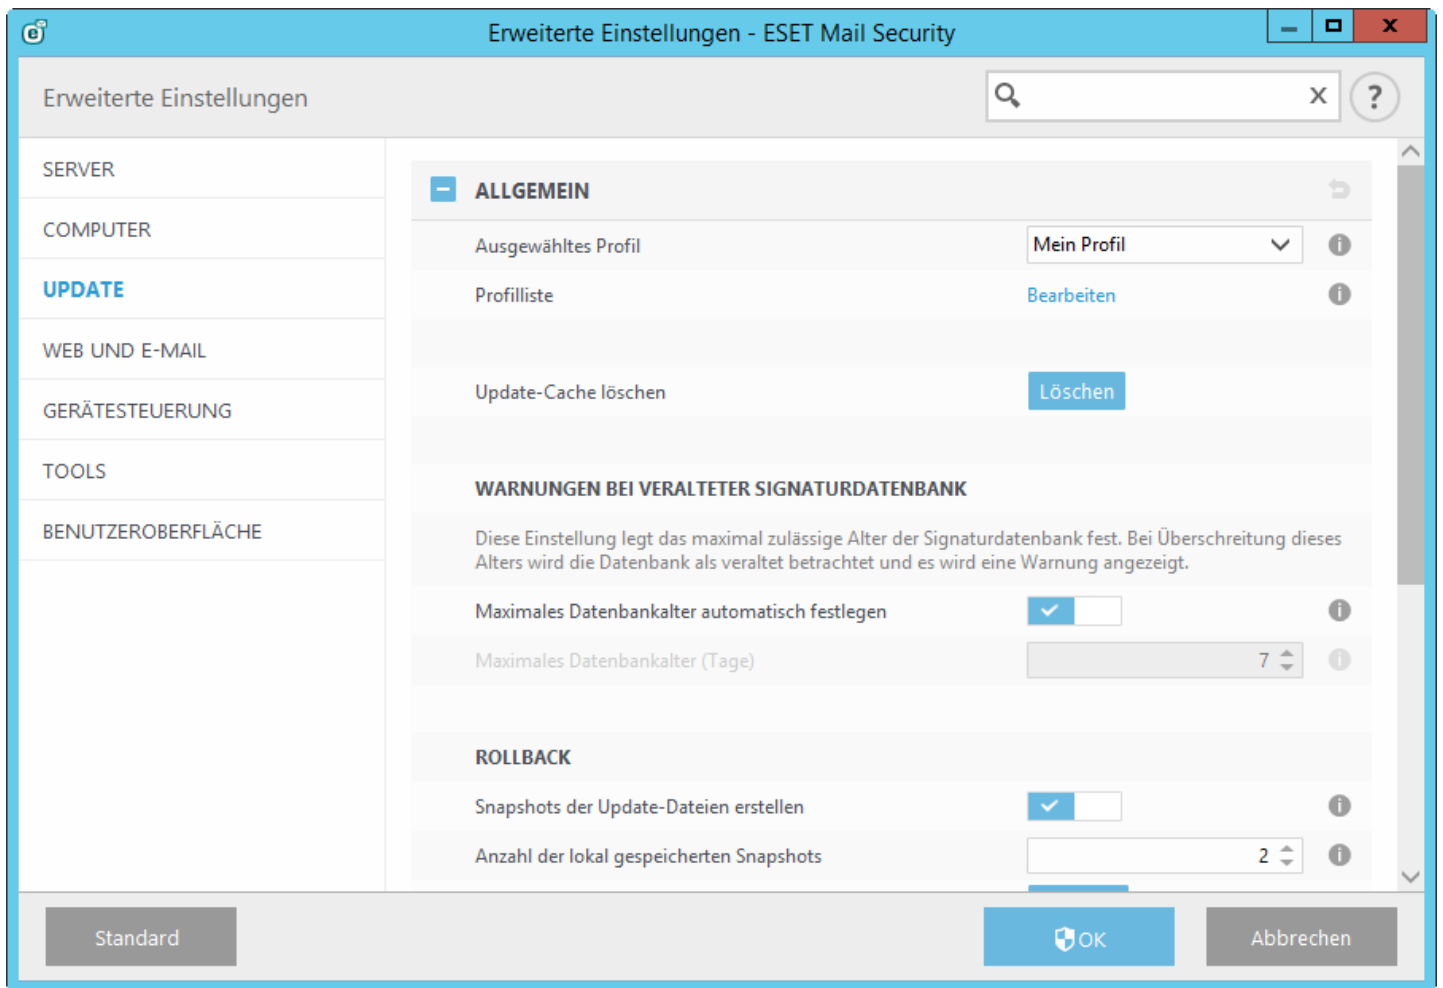 Erweiterte Einstellungen - ESET Mail Security
Erweiterte Einstellungen
SERVER
COMPUTER
UPDATE
WEB UND E-MAIL
GERÄTESTEUERUNG
TOOLS
BENUTZEROBERFLÄCHE
ALLGEMEIN
Ausgewähltes Profil Mein Profil
Profilliste Bearbeiten
Update-Cache löschen Löschen
WARNUNGEN BEI VERALTETER SIGNATURDATENBANK
Diese Einstellung legt das maximal zulässige Alter der Signaturdatenbank fest. Bei Überschreitung dieses
Alters wird die Datenbank als veraltet betrachtet und es wird eine Warnung angezeigt.
Maximales Datenbankalter automatisch festlegen
Maximales Datenbankalter (Tage) 7
ROLLBACK
Snapshots der Update-Dateien erstellen
Anzahl der lokal gespeicherten Snapshots 2
Standard OK Abbrechen